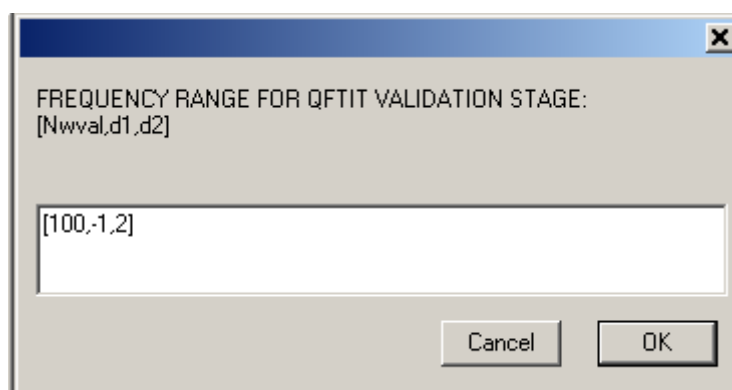 FREQUENCY RANGE FOR QFTIT VALIDATION STAGE:
[Nwval,d1,d2]
[100,-1,2]
Cancel OK